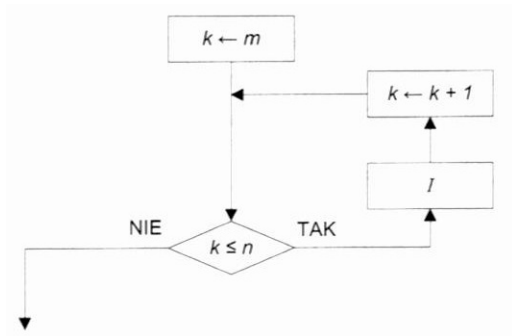 k ← m
k ← k + 1
I
NIE
k ≤ n
TAK